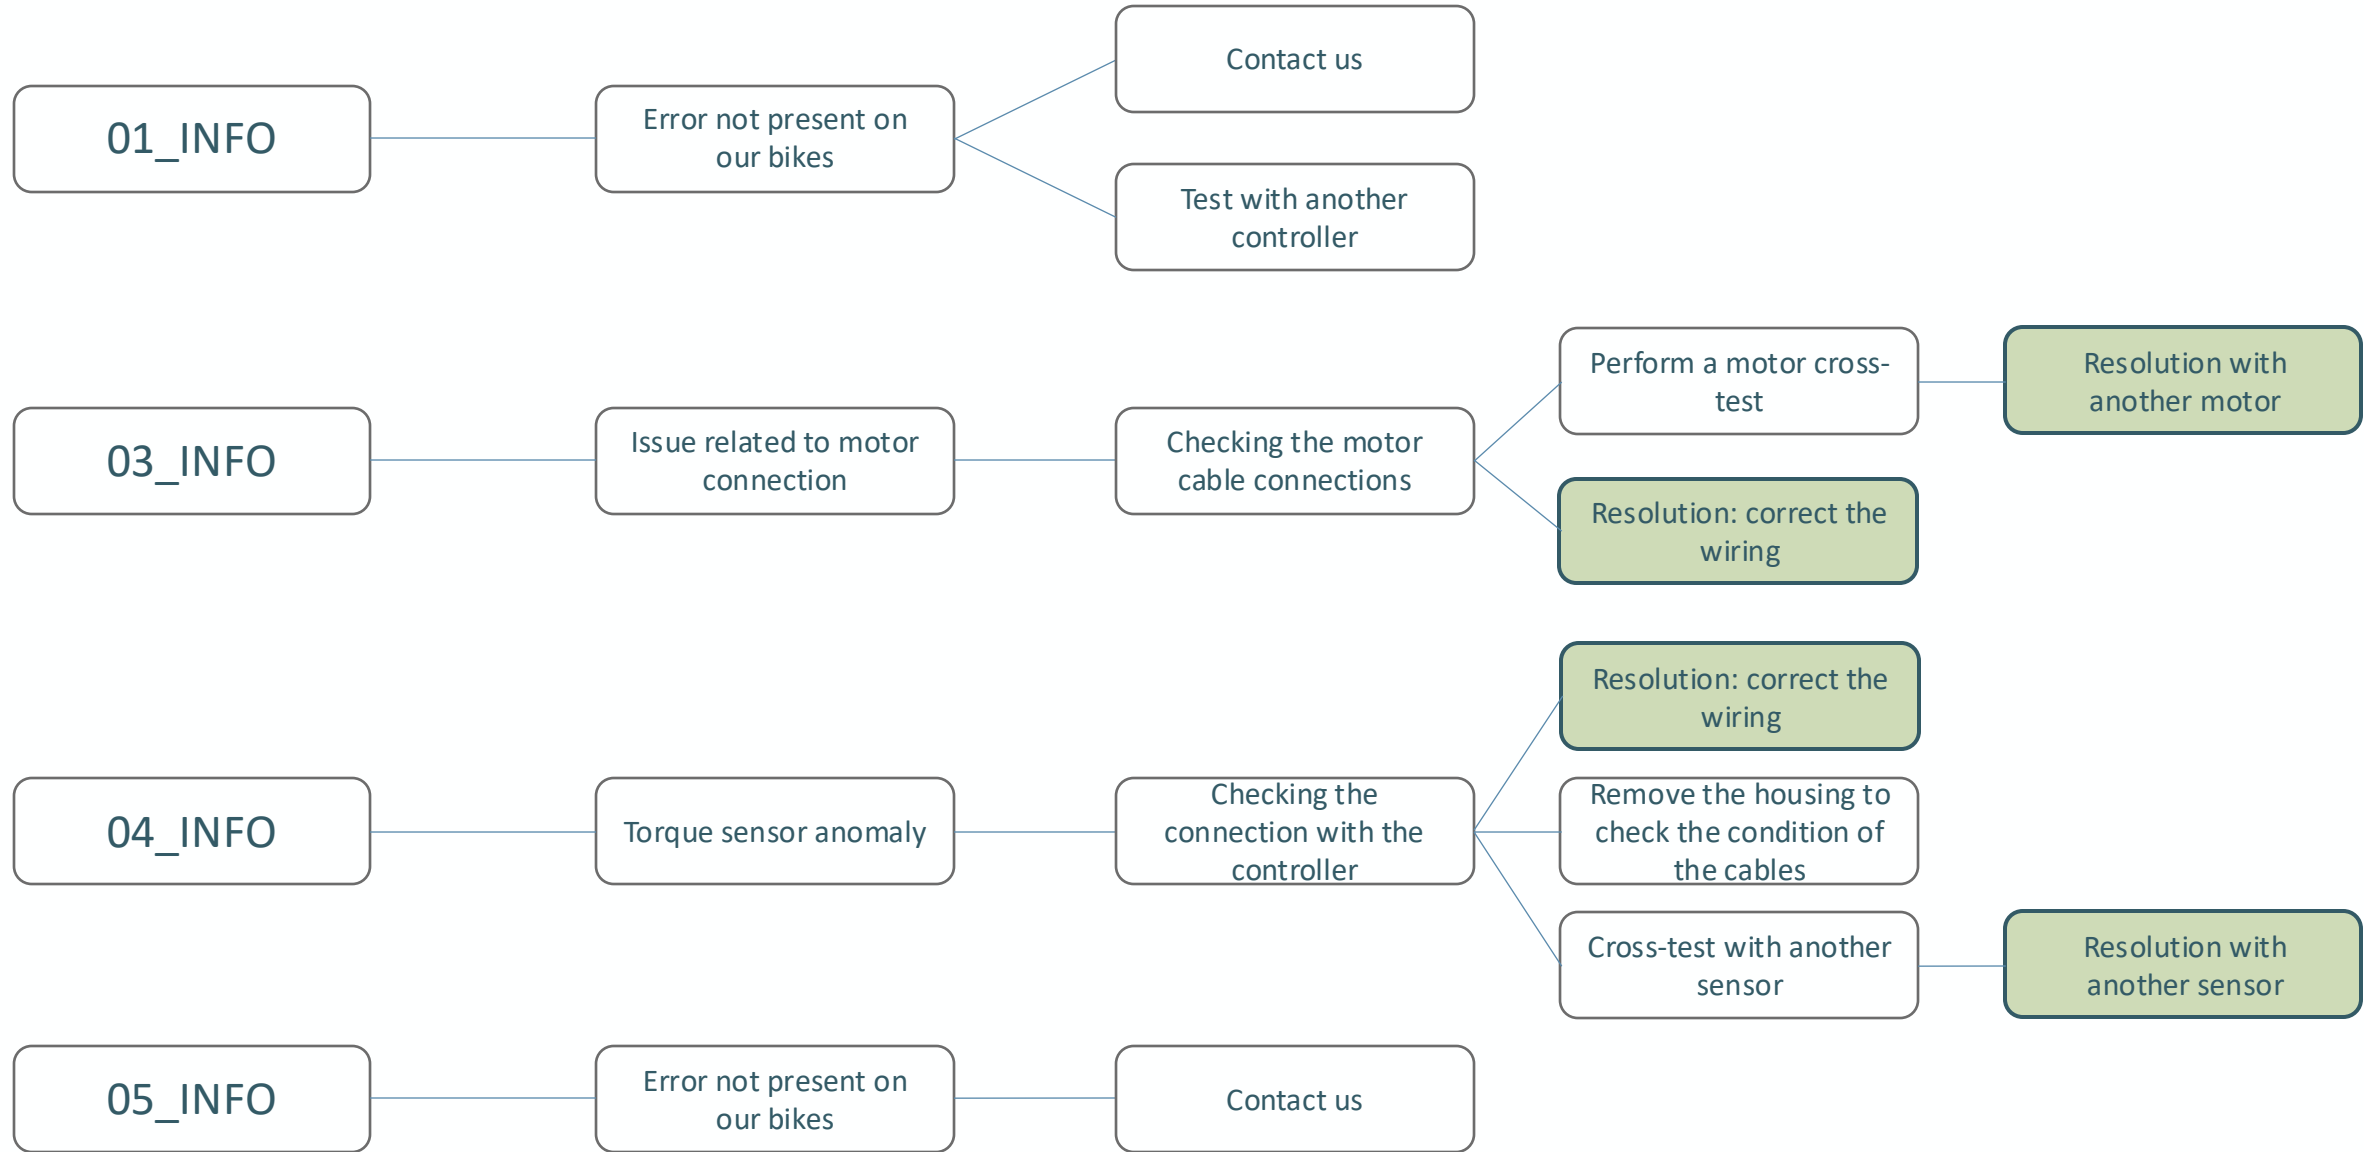 01_INFO
Error not present on
our bikes
Contact us
Test with another
controller
03_INFO
Issue related to motor
connection
Checking the motor
cable connections
Perform a motor cross-
test
Resolution with
another motor
Resolution: correct the
wiring
04_INFO
Torque sensor anomaly
Checking the
connection with the
controller
Resolution: correct the
wiring
Remove the housing to
check the condition of
the cables
Cross-test with another
sensor
Resolution with
another sensor
05_INFO
Error not present on
our bikes
Contact us